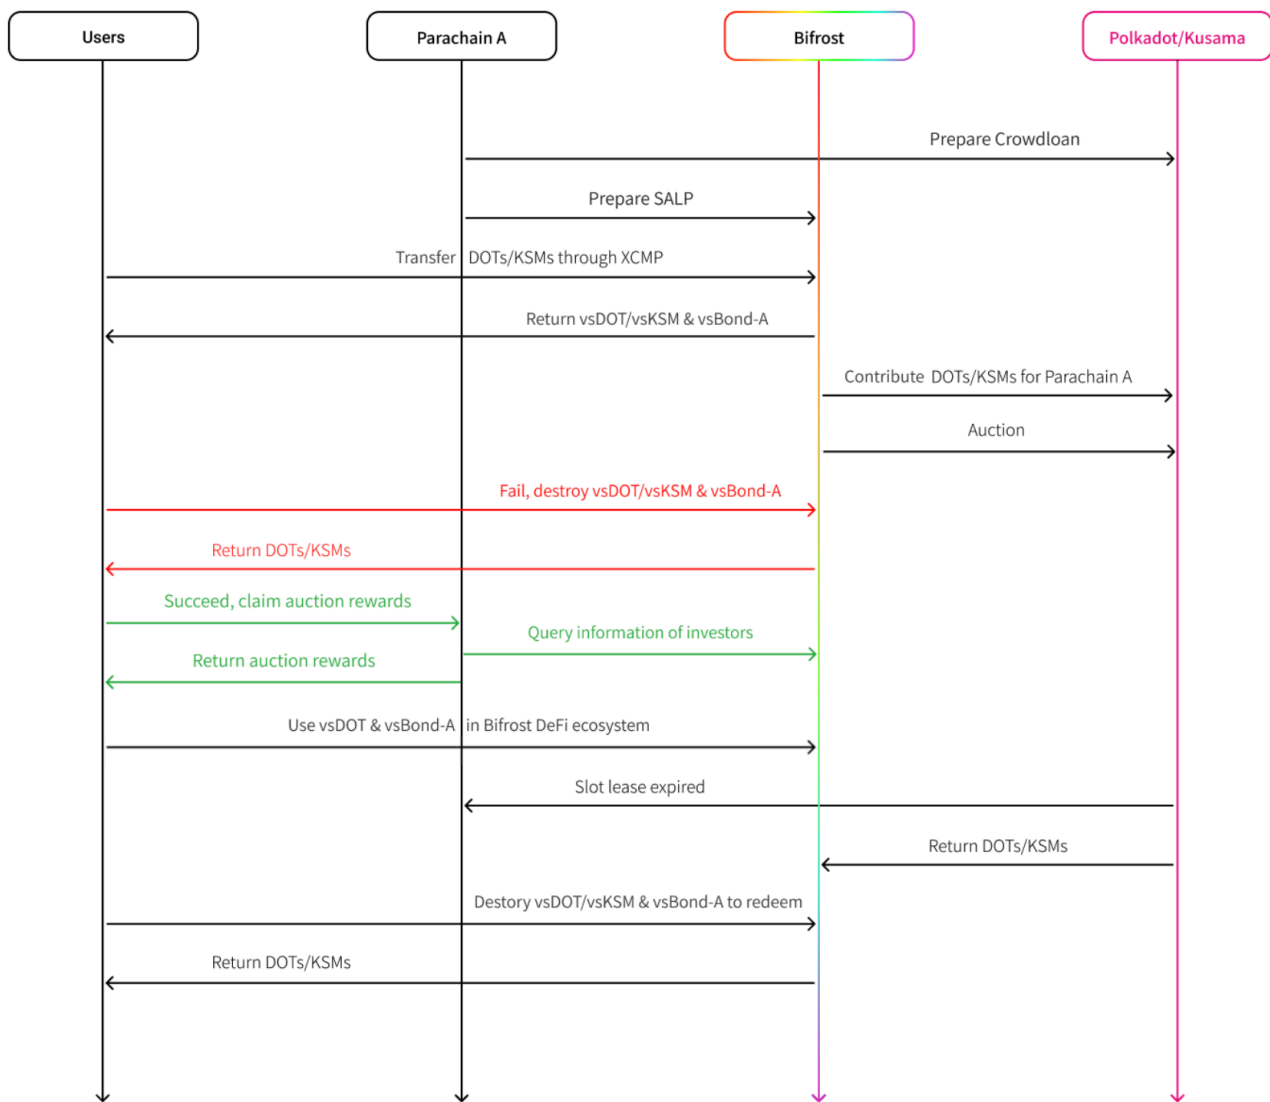 Users
Parachain A
Bifrost
Polkadot/Kusama
Prepare Crowdloan
Prepare SALP
Transfer DOTs/KSMs through XCMP
Return vsDOT/vsKSM & vsBond-A
Contribute DOTs/KSMs for Parachain A
Auction
Fail, destroy vsDOT/vsKSM & vsBond-A
Return DOTs/KSMs
Succeed, claim auction rewards
Query information of investors
Return auction rewards
Use vsDOT & vsBond-A in Bifrost DeFi ecosystem
Slot lease expired
Return DOTs/KSMs
Destory vsDOT/vsKSM & vsBond-A to redeem
Return DOTs/KSMs